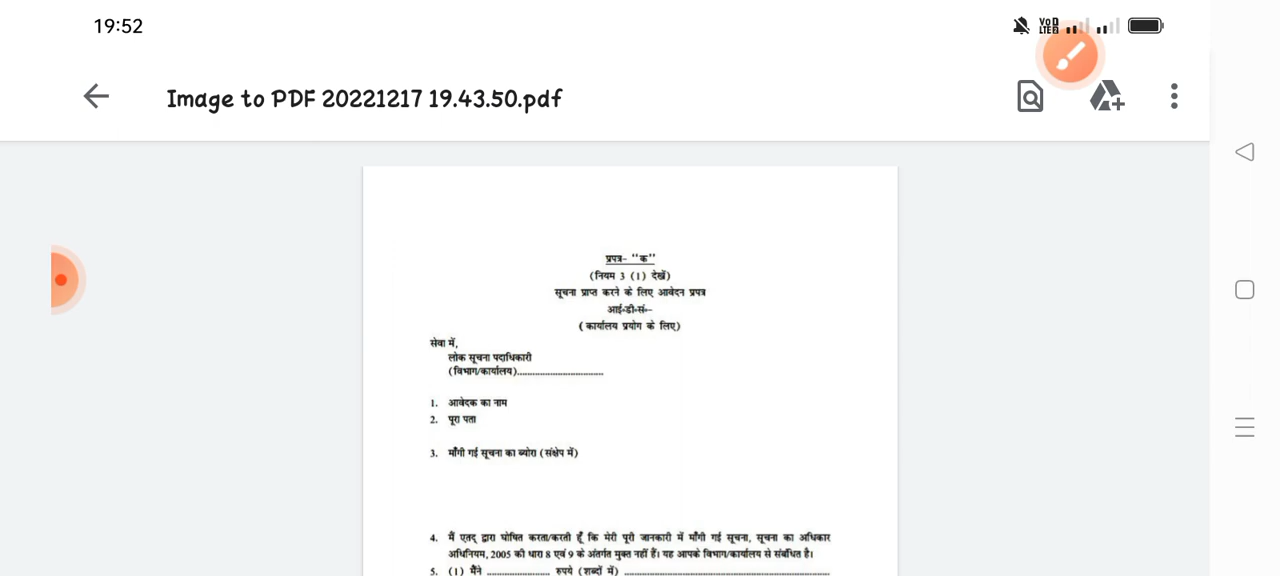 19:52
Image to PDF 20221217 19.43.50.pdf
प्रपत्र- ''क''
(नियम 3 (1) देखें)
सूचना प्राप्त करने के लिए आवेदन प्रपत्र
आई॰डी॰सं॰–
(कार्यालय प्रयोग के लिए)
सेवा में,
लोक सूचना पदाधिकारी
(विभाग/कार्यालय)................................
1. आवेदक का नाम
2. पूरा पता
3. माँगी गई सूचना का ब्योरा (संक्षेप में)
4. मैं एतद् द्वारा घोषित करता/करती हूँ कि मेरी पूरी जानकारी में माँगी गई सूचना, सूचना का अधिकार
अधिनियम, 2005 की धारा 8 एवं 9 के अंतर्गत मुक्त नहीं हैं। यह आपके विभाग/कार्यालय से संबंधित है।
5. (1) मैंने ....................... रुपये (शब्दों में) ............................................................................